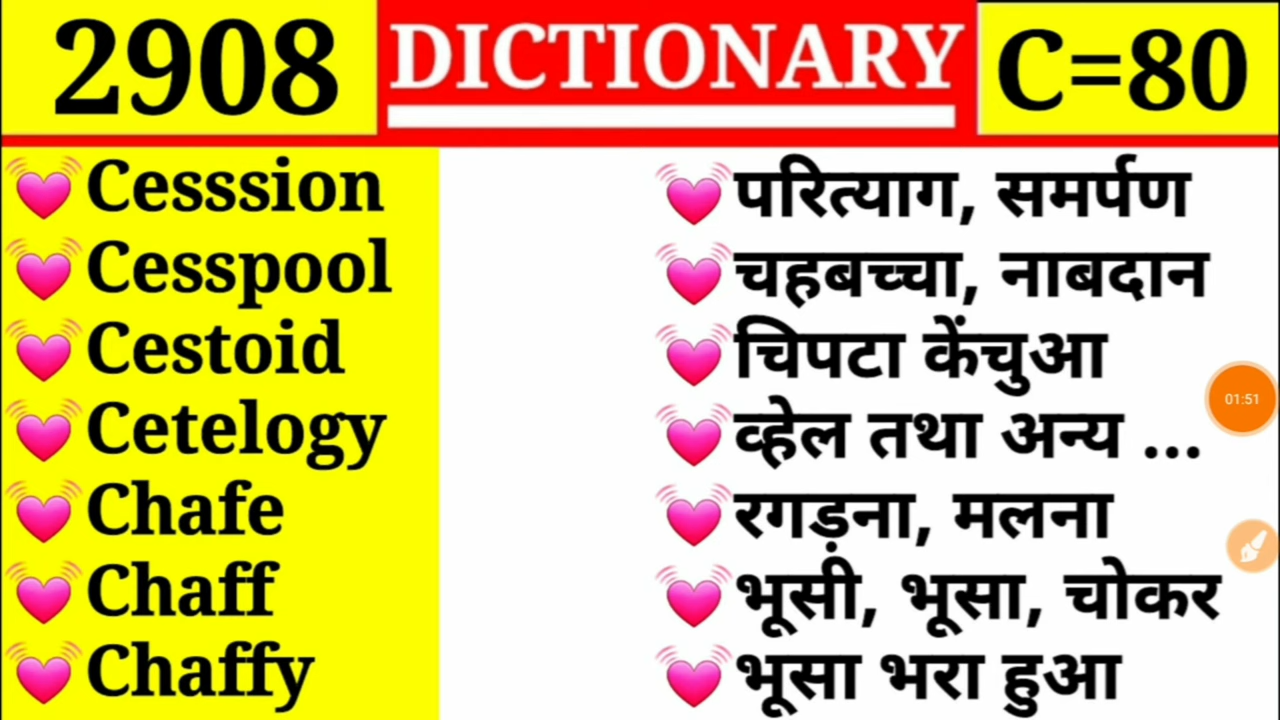 2908 DICTIONARY C=80
Cesssion परित्याग, समर्पण
Cesspool चहबच्चा, नाबदान
Cestoid चिपटा केंचुआ
Cetelogy व्हेल तथा अन्य ...
Chafe रगड़ना, मलना
Chaff भूसी, भूसा, चोकर
Chaffy भूसा भरा हुआ
01:51